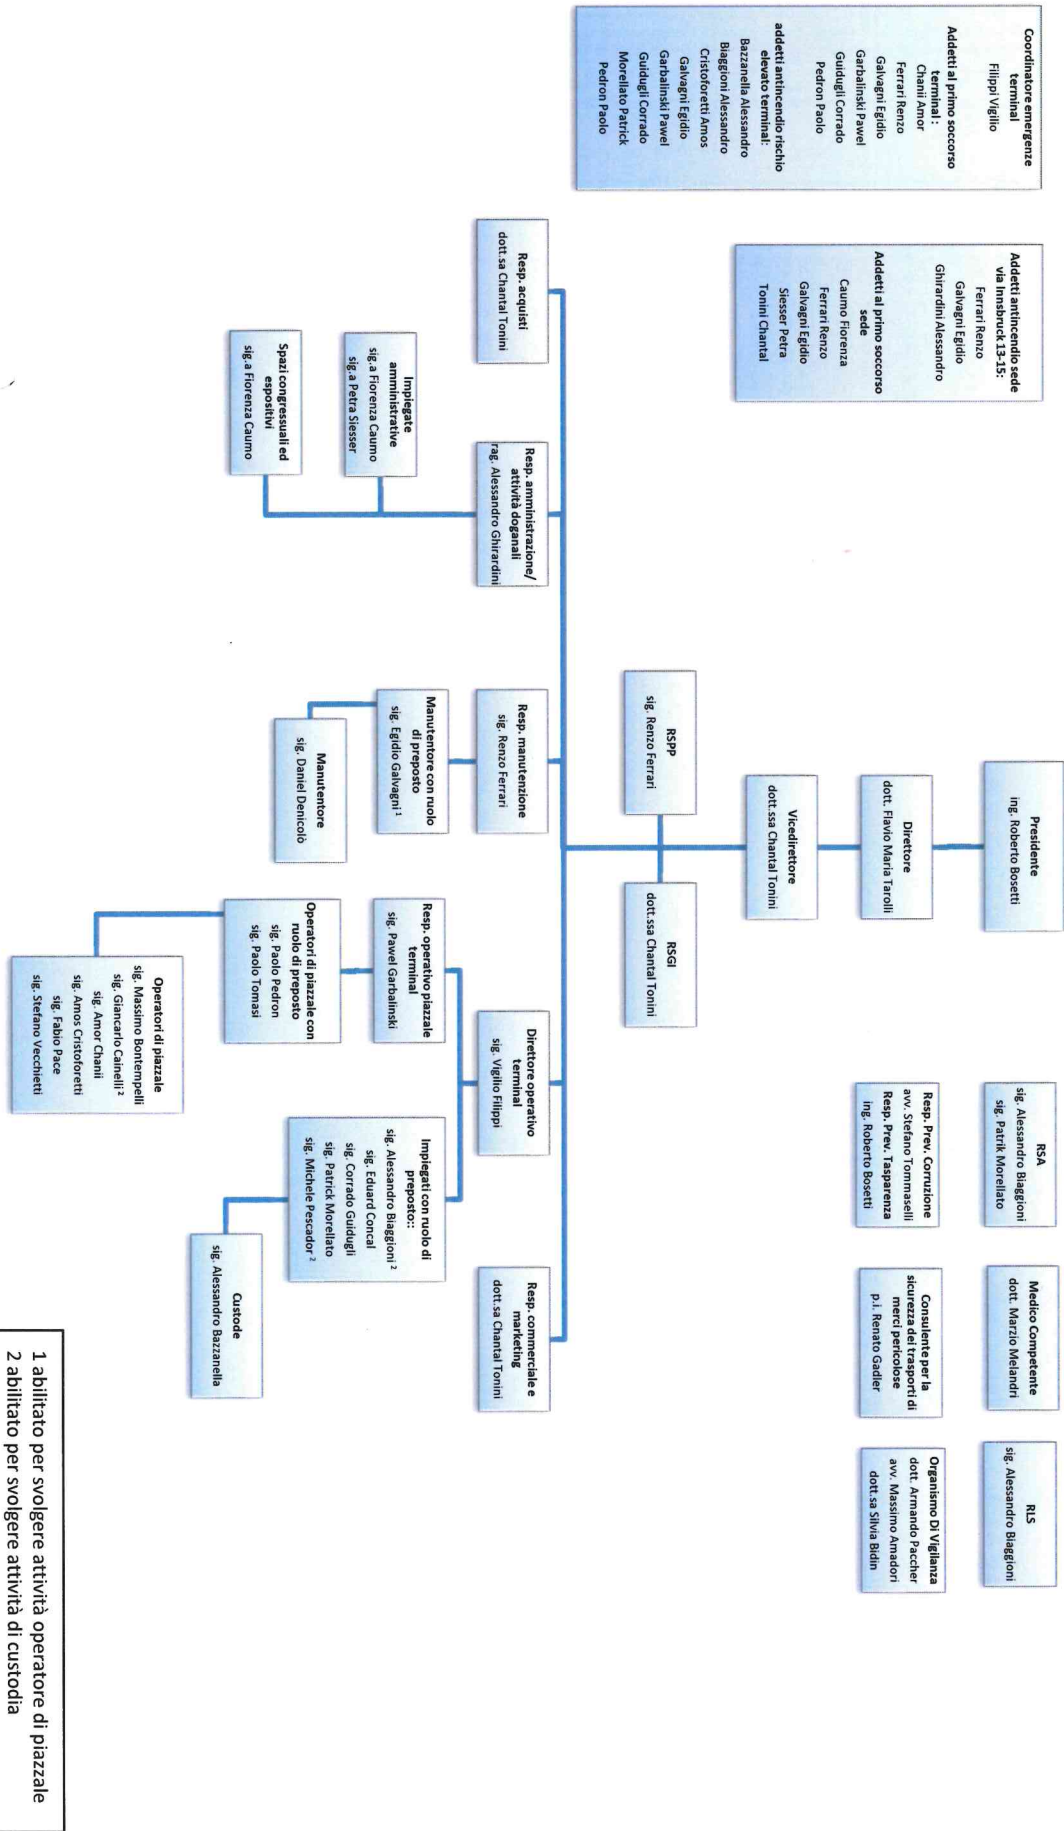 Coordinatore emergenze
terminal
Filippi Vigilio
Addetti al primo soccorso
terminal :
Chanii Amor
Ferrari Renzo
Galvagni Egidio
Garbalinski Pawel
Guidugli Corrado
Pedron Paolo
addetti antincendio rischio
elevato terminal:
Bazzanella Alessandro
Biaggioni Alessandro
Cristoforetti Amos
Galvagni Egidio
Garbalinski Pawel
Guidugli Corrado
Morellato Patrick
Pedron Paolo
Addetti antincendio sede
via Innsbruck 13-15:
Ferrari Renzo
Galvagni Egidio
Ghirardini Alessandro
Addetti al primo soccorso
sede
Caumo Fiorenza
Ferrari Renzo
Galvagni Egidio
Siesser Petra
Tonini Chantal
Presidente
ing. Roberto Bosetti
Direttore
dott. Flavio Maria Tarolli
Vicedirettore
dott.ssa Chantal Tonini
RSPP
sig. Renzo Ferrari
RSGI
dott.ssa Chantal Tonini
RSA
sig. Alessandro Biaggioni
sig. Patrik Morellato
Medico Competente
dott. Marzio Melandri
RLS
sig. Alessandro Biaggioni
Resp. Prev. Corruzione
avv. Stefano Tommaselli
Resp. Prev. Tasparenza
ing. Roberto Bosetti
Consulente per la
sicurezza dei trasporti di
merci pericolose
p.i. Renato Gadler
Organismo Di Vigilanza
dott. Armando Paccher
avv. Massimo Amadori
dott.sa Silvia Bidin
Resp. acquisti
dott.sa Chantal Tonini
Resp. amministrazione/
attività doganali
rag. Alessandro Ghirardini
Impiegate
amministrative
sig.a Fiorenza Caumo
sig.a Petra Siesser
Spazi congressuali ed
espositivi
sig.a Fiorenza Caumo
Resp. manutenzione
sig. Renzo Ferrari
Manutentore con ruolo
di preposto
sig. Egidio Galvagni ¹
Manutentore
sig. Daniel Denicolò
Direttore operativo
terminal
sig. Vigilio Filippi
Resp. operativo piazzale
terminal
sig. Pawel Garbalinski
Operatori di piazzale con
ruolo di preposto
sig. Paolo Pedron
sig. Paolo Tomasi
Operatori di piazzale
sig. Massimo Bontempelli
sig. Giancarlo Cainelli ²
sig. Amor Chanii
sig. Amos Cristoforetti
sig. Fabio Pace
sig. Stefano Vecchietti
Impiegati con ruolo di
preposto::
sig. Alessandro Biaggioni ²
sig. Eduard Concal
sig. Corrado Guidugli
sig. Patrick Morellato
sig. Michele Pescador ²
Custode
sig. Alessandro Bazzanella
Resp. commerciale e
marketing
dott.sa Chantal Tonini
1 abilitato per svolgere attività operatore di piazzale
2 abilitato per svolgere attività di custodia